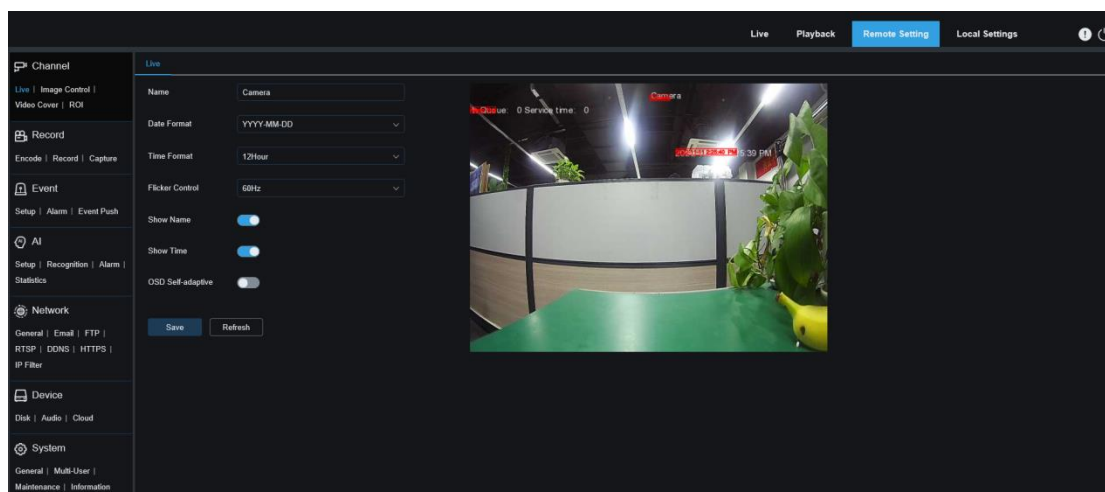 Live Playback Remote Setting Local Settings
Channel
Live | Image Control |
Video Cover | ROI
Record
Encode | Record | Capture
Event
Setup | Alarm | Event Push
AI
Setup | Recognition | Alarm |
Statistics
Network
General | Email | FTP |
RTSP | DDNS | HTTPS |
IP Filter
Device
Disk | Audio | Cloud
System
General | Multi-User |
Maintenance | Information
Live
Name Camera
Date Format YYYY-MM-DD
Time Format 12Hour
Flicker Control 60Hz
Show Name
Show Time
OSD Self-adaptive
Save Refresh
Camera
0 Service time: 0
5:39 PM